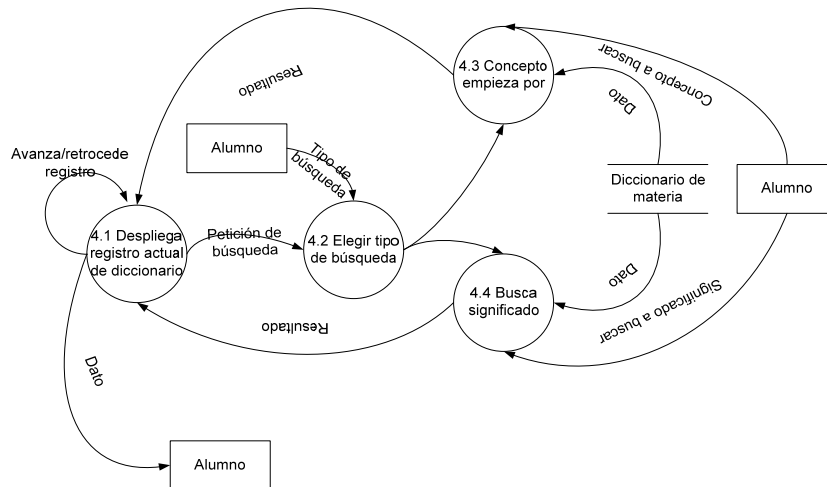 4.3 Concepto
empieza por
Resultado
Concepto a buscar
Dato
Avanza/retrocede
registro
Alumno
Tipo de
búsqueda
Diccionario de
materia
Alumno
4.1 Despliega
registro actual
de diccionario
Petición de
búsqueda
4.2 Elegir tipo
de búsqueda
Dato
4.4 Busca
significado
Significado a buscar
Resultado
Dato
Alumno